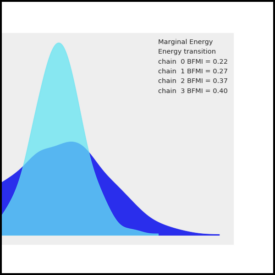 Marginal Energy
Energy transition
chain  0 BFMI = 0.22
chain  1 BFMI = 0.27
chain  2 BFMI = 0.37
chain  3 BFMI = 0.40